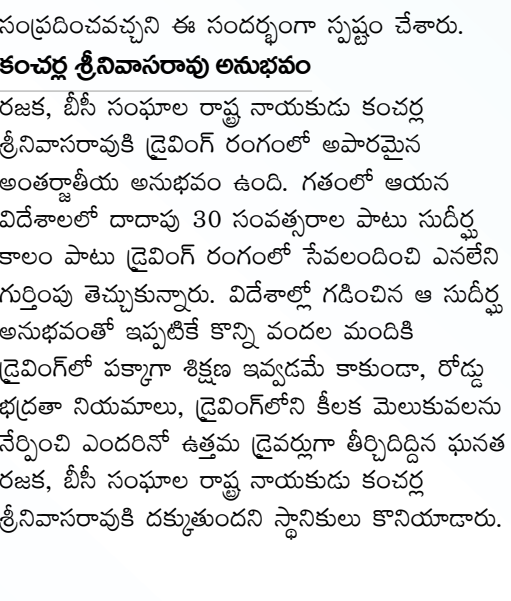 సంప్రదించవచ్చని ఈ సందర్భంగా స్పష్టం చేశారు.
కంచర్ల శ్రీనివాసరావు అనుభవం
రజక, బీసీ సంఘాల రాష్ట్ర నాయకుడు కంచర్ల
శ్రీనివాసరావుకి డ్రైవింగ్ రంగంలో అపారమైన
అంతర్జాతీయ అనుభవం ఉంది. గతంలో ఆయన
విదేశాలలో దాదాపు 30 సంవత్సరాల పాటు సుదీర్ఘ
కాలం పాటు డ్రైవింగ్ రంగంలో సేవలందించి ఎనలేని
గుర్తింపు తెచ్చుకున్నారు. విదేశాల్లో గడించిన ఆ సుదీర్ఘ
అనుభవంతో ఇప్పటికే కొన్ని వందల మందికి
డ్రైవింగ్‌లో పక్కాగా శిక్షణ ఇవ్వడమే కాకుండా, రోడ్డు
భద్రతా నియమాలు, డ్రైవింగ్‌లోని కీలక మెలుకువలను
నేర్పించి ఎందరినో ఉత్తమ డ్రైవర్లుగా తీర్చిదిద్దిన ఘనత
రజక, బీసీ సంఘాల రాష్ట్ర నాయకుడు కంచర్ల
శ్రీనివాసరావుకి దక్కుతుందని స్థానికులు కొనియాడారు.